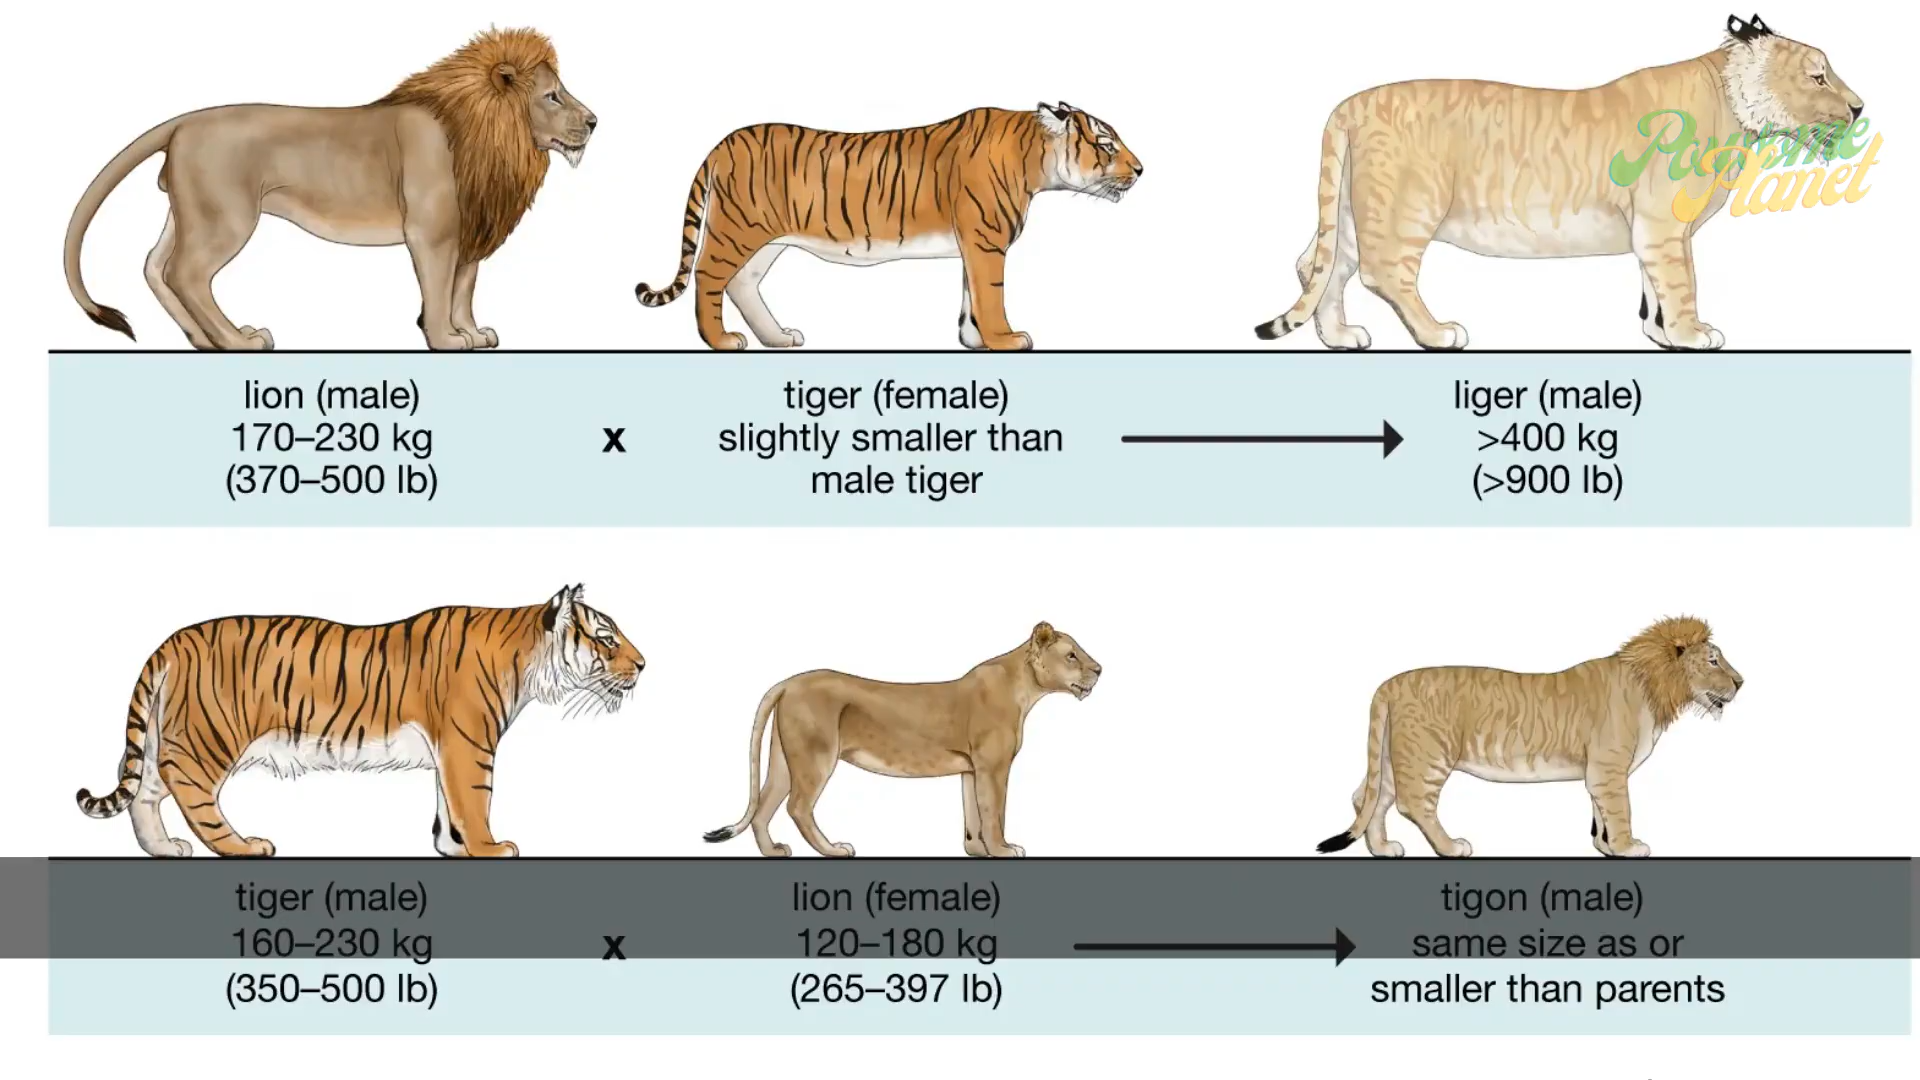 Pawsome
Planet
lion (male)
170–230 kg
(370–500 lb)
x
tiger (female)
slightly smaller than
male tiger
liger (male)
>400 kg
(>900 lb)
tiger (male)
160–230 kg
(350–500 lb)
x
lion (female)
120–180 kg
(265–397 lb)
tigon (male)
same size as or
smaller than parents